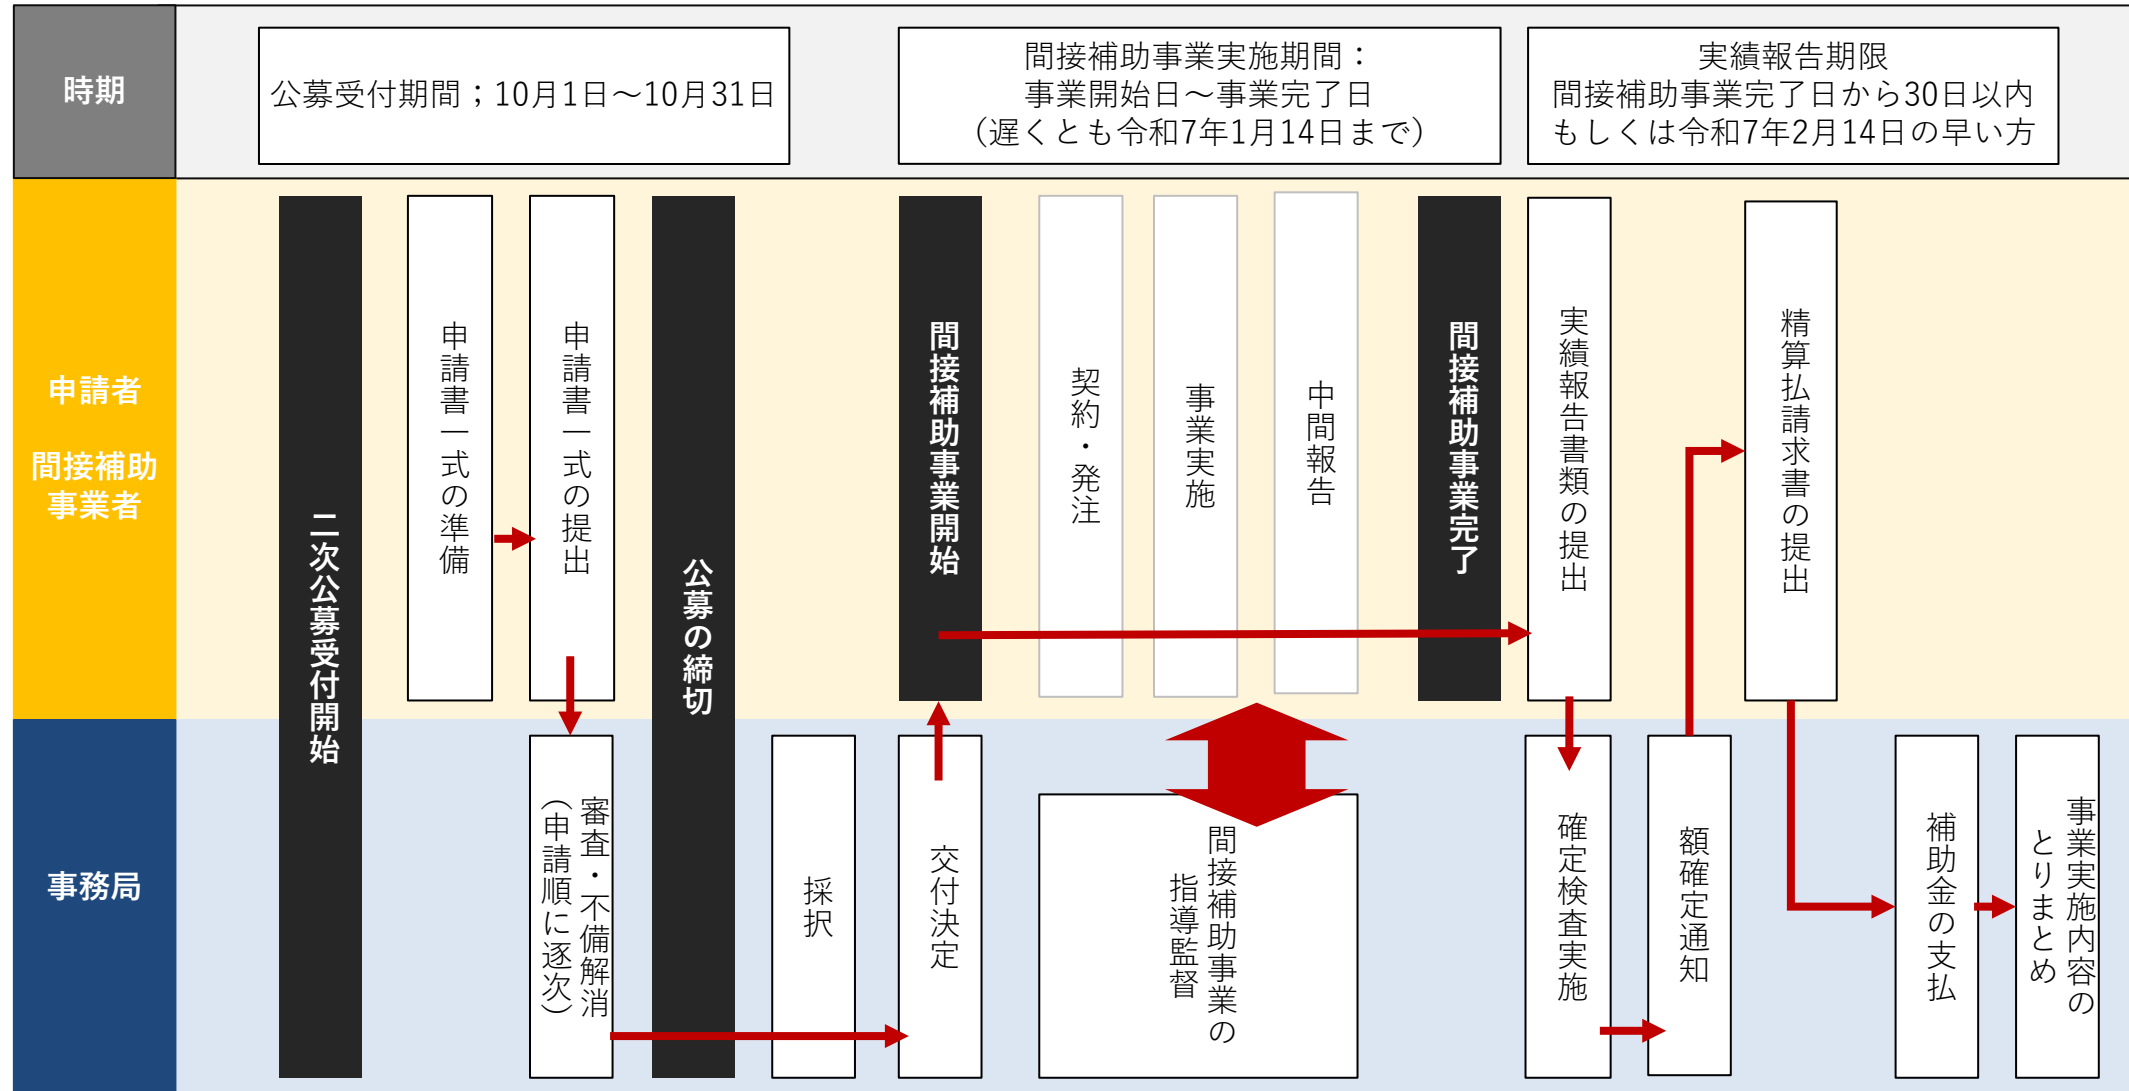 時期
公募受付期間；10月1日～10月31日
間接補助事業実施期間：
事業開始日～事業完了日
（遅くとも令和7年1月14日まで）
実績報告期限
間接補助事業完了日から30日以内
もしくは令和7年2月14日の早い方
申請者
間接補助
事業者
二次公募受付開始
申請書一式の準備
申請書一式の提出
公募の締切
間接補助事業開始
契約・発注
事業実施
中間報告
間接補助事業完了
実績報告書類の提出
精算払請求書の提出
事務局
審査・不備解消
（申請順に逐次）
採択
交付決定
間接補助事業の
指導監督
確定検査実施
額確定通知
補助金の支払
事業実施内容の
とりまとめ